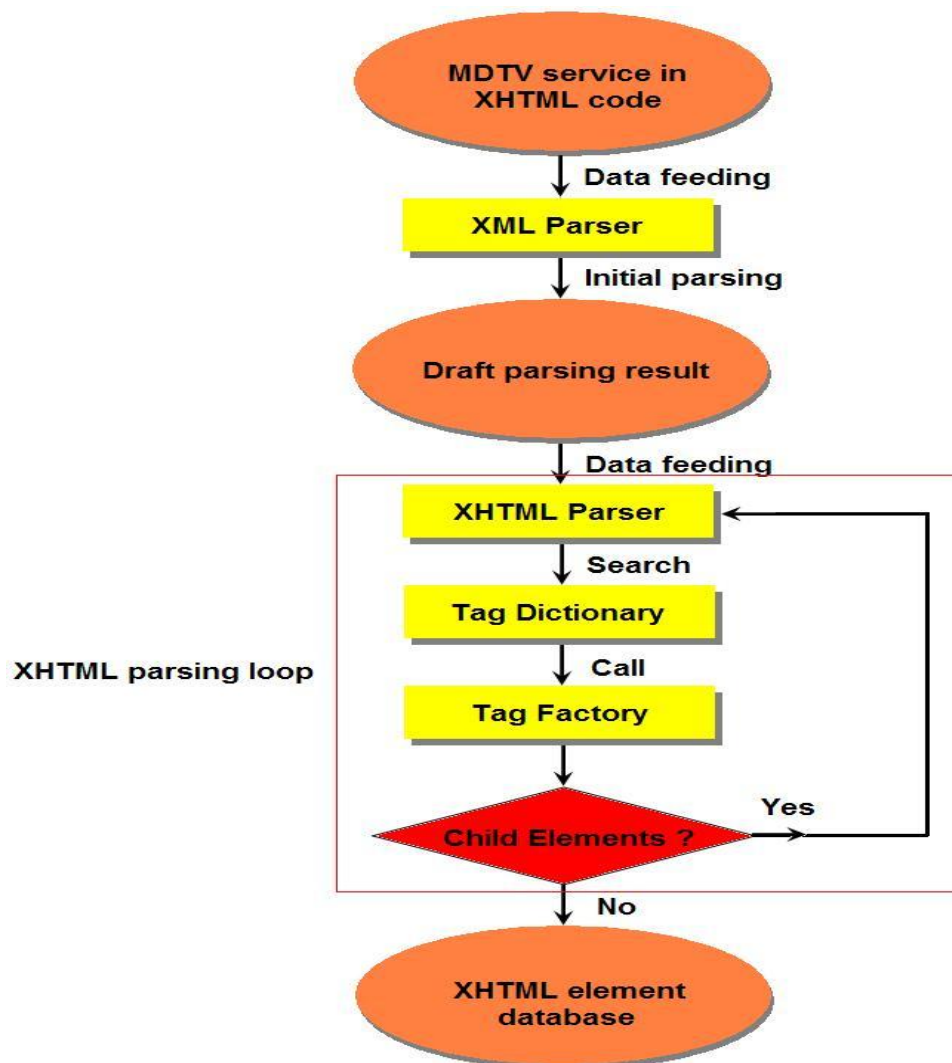 MDTV service in
XHTML code
Data feeding
XML Parser
Initial parsing
Draft parsing result
Data feeding
XHTML Parser
Search
Tag Dictionary
XHTML parsing loop
Call
Tag Factory
Yes
Child Elements ?
No
XHTML element
database